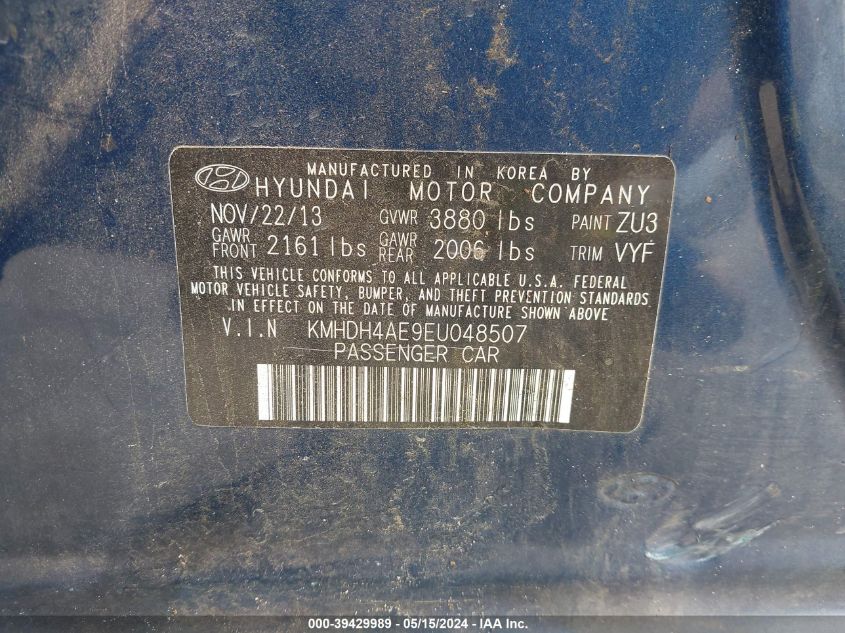 MANUFACTURED IN KOREA BY
HYUNDAI MOTOR COMPANY
NOV/22/13 GVWR 3880 lbs PAINT ZU3
GAWR FRONT 2161 lbs GAWR REAR 2006 lbs TRIM VYF
THIS VEHICLE CONFORMS TO ALL APPLICABLE U.S.A. FEDERAL
MOTOR VEHICLE SAFETY, BUMPER, AND THEFT PREVENTION STANDARDS
IN EFFECT ON THE DATE OF MANUFACTURE SHOWN ABOVE
V.I.N KMHDH4AE9EU048507
PASSENGER CAR
000-39429989 - 05/15/2024 - IAAI.COM